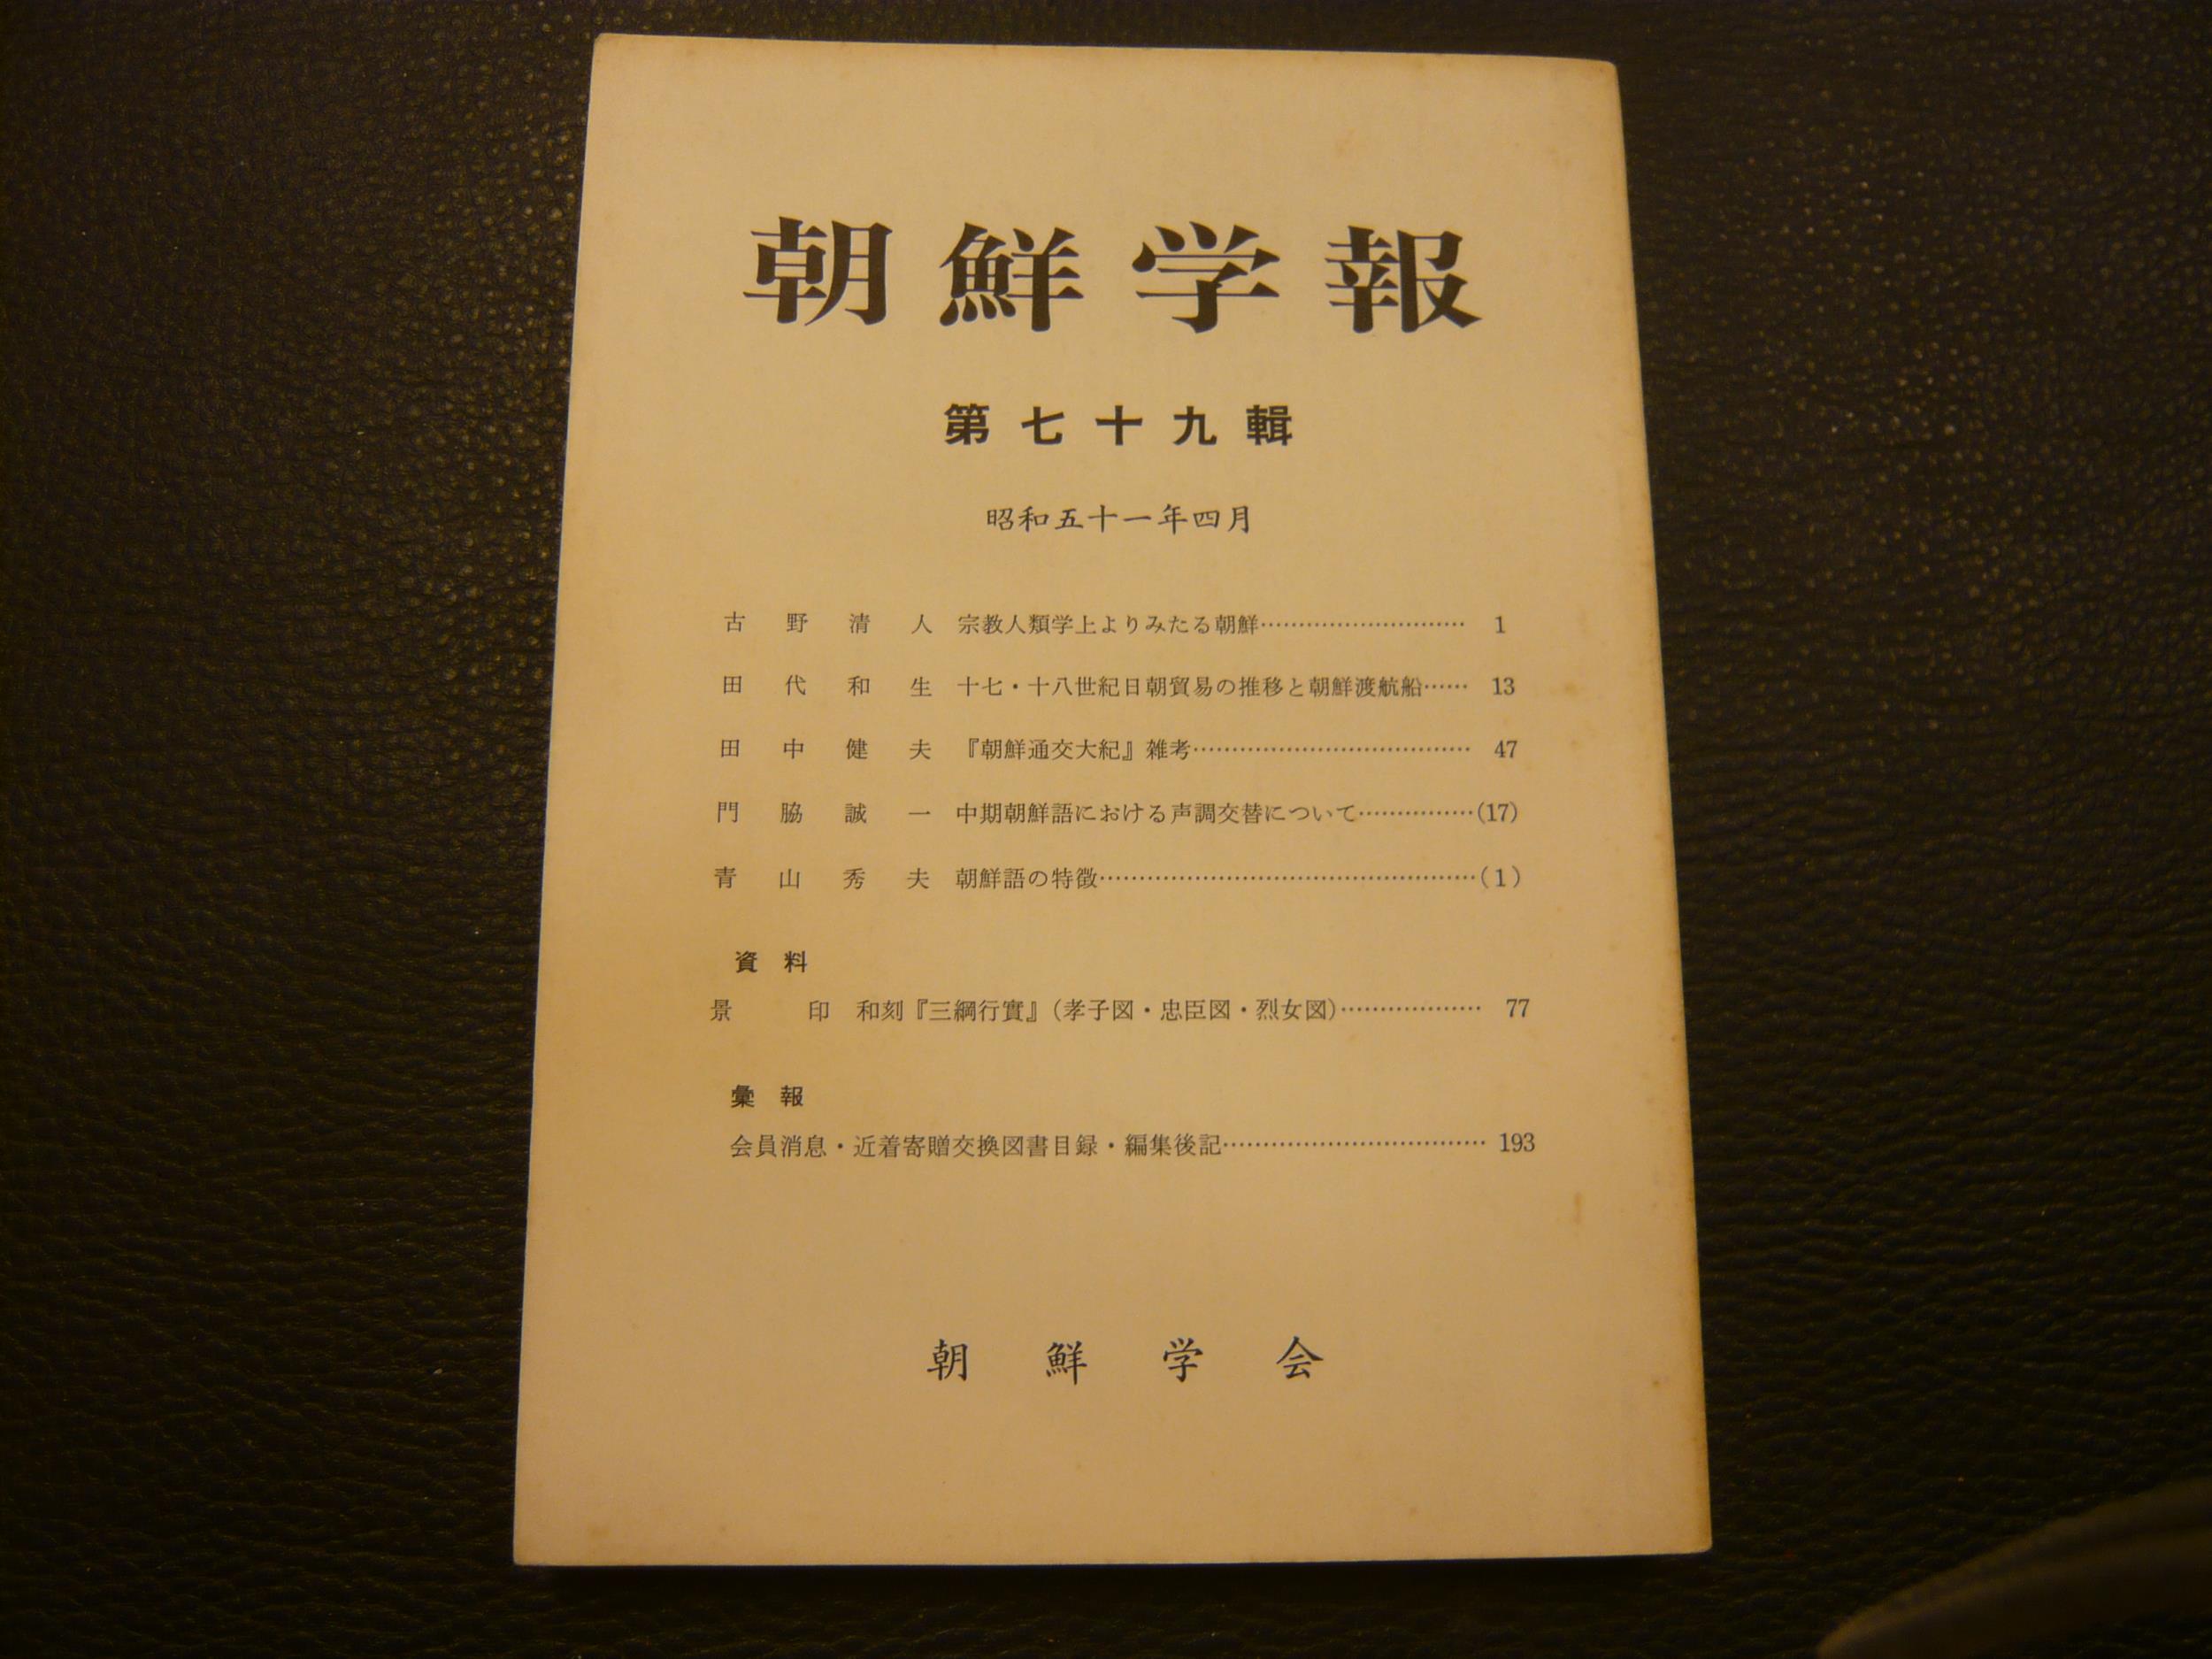 朝鮮学報
第七十九輯
昭和五十一年四月
古野清人 宗教人類学上よりみたる朝鮮………………………… 1
田代和生 十七・十八世紀日朝貿易の推移と朝鮮渡航船…… 13
田中健夫 『朝鮮通交大紀』雑考……………………………… 47
門脇誠一 中期朝鮮語における声調交替について……………(17)
青山秀夫 朝鮮語の特徴…………………………………………(1)
資料
景印 和刻『三綱行實』(孝子図・忠臣図・烈女図)……………… 77
彙報
会員消息・近着寄贈交換図書目録・編集後記…………………………… 193
朝鮮学会